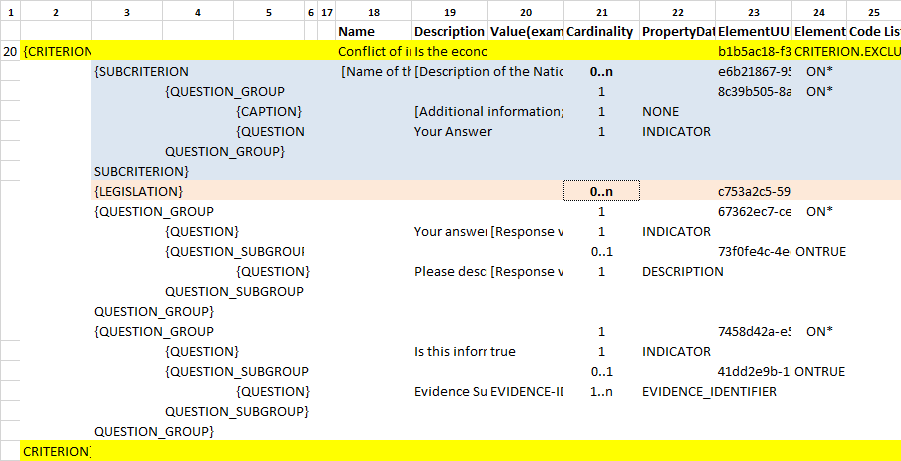 1 2 3 4 5 6 17 18 19 20 21 22 23 24 25
Name Description Value(exam Cardinality PropertyDat ElementUU Element Code Lis
20 {CRITERION Conflict of i Is the econc b1b5ac18-f3 CRITERION.EXCLU
{SUBCRITERION [Name of th [Description of the Natic 0..n e6b21867-95 ON*
{QUESTION_GROUP 1 8c39b505-8a ON*
{CAPTION} [Additional information; 1 NONE
{QUESTION Your Answer 1 INDICATOR
QUESTION_GROUP}
SUBCRITERION}
{LEGISLATION} 0..n c753a2c5-59
{QUESTION_GROUP 1 67362ec7-ce ON*
{QUESTION} Your answer [Response v 1 INDICATOR
{QUESTION_SUBGROUP 0..1 73f0fe4c-4e ONTRUE
{QUESTION} Please desc [Response v 1 DESCRIPTION
QUESTION_SUBGROUP
QUESTION_GROUP}
{QUESTION_GROUP 1 7458d42a-e5 ON*
{QUESTION} Is this inforr true 1 INDICATOR
{QUESTION_SUBGROUP 0..1 41dd2e9b-1 ONTRUE
{QUESTION} Evidence Su EVIDENCE-II 1..n EVIDENCE_IDENTIFIER
QUESTION_SUBGROUP}
QUESTION_GROUP}
CRITERION}